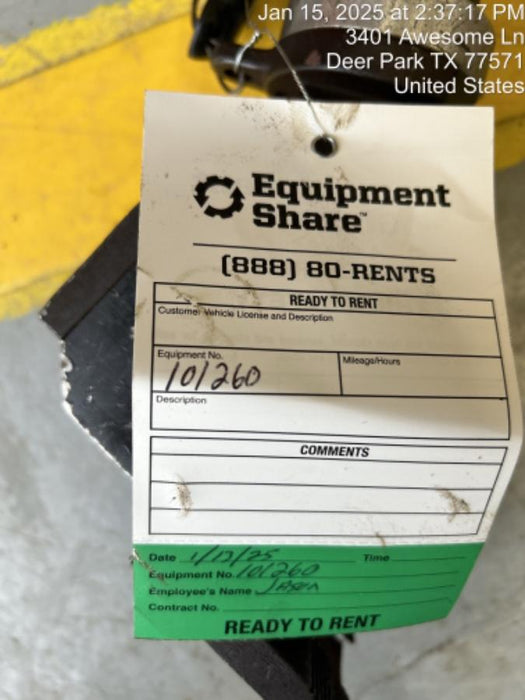 Jan 15, 2025 at 2:37:17 PM
3401 Awesome Ln
Deer Park TX 77571
United States
Equipment
Share™
(888) 80-RENTS
READY TO RENT
Customer Vehicle License and Description
Equipment No.
Mileage/Hours
101260
Description
COMMENTS
Date 1/13/25 Time
Equipment No. 101260
Employee's Name
Contract No.
READY TO RENT